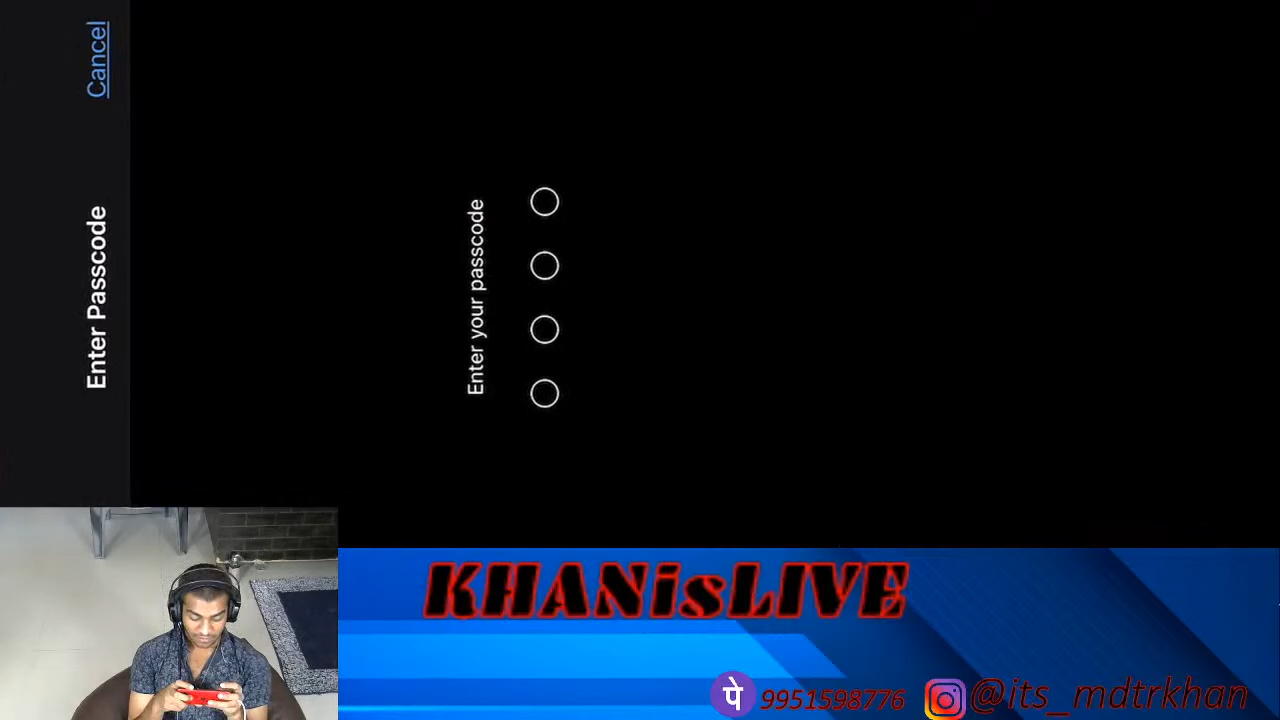 Cancel
Enter Passcode
Enter your passcode
KHANisLIVE
पे 9951598776
@its_mdtrkhan